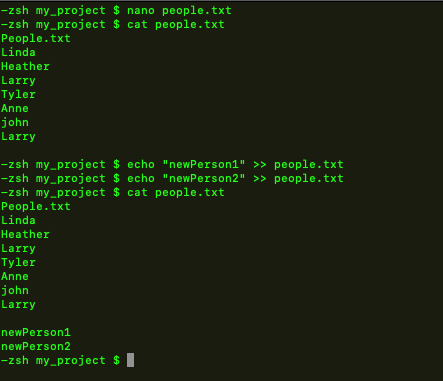 -zsh my_project $ nano people.txt
-zsh my_project $ cat people.txt
People.txt
Linda
Heather
Larry
Tyler
Anne
john
Larry

-zsh my_project $ echo "newPerson1" >> people.txt
-zsh my_project $ echo "newPerson2" >> people.txt
-zsh my_project $ cat people.txt
People.txt
Linda
Heather
Larry
Tyler
Anne
john
Larry

newPerson1
newPerson2
-zsh my_project $